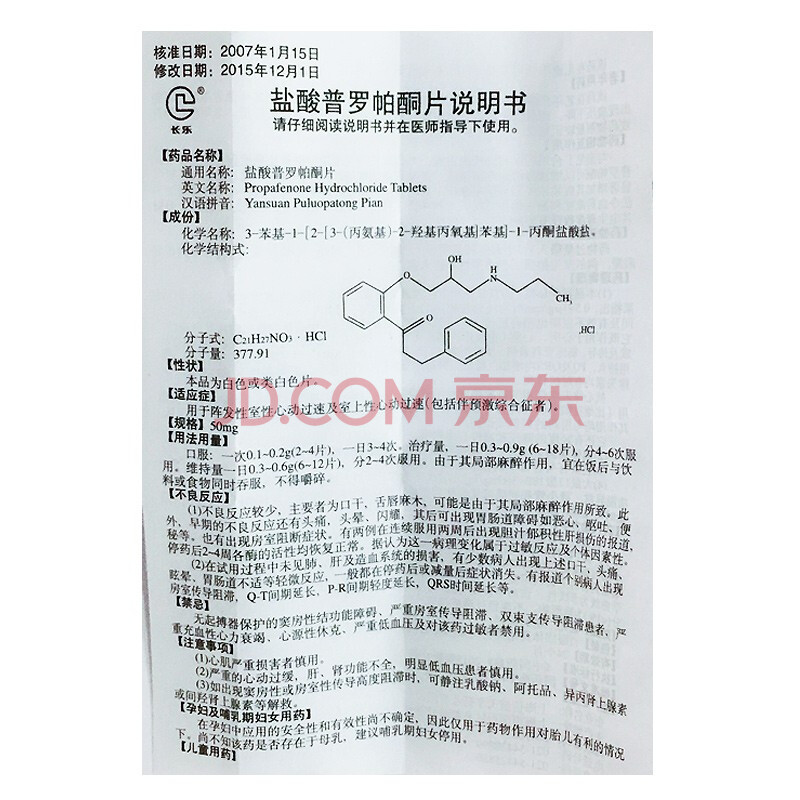 核准日期：2007年1月15日
修改日期：2015年12月1日
®
长乐
盐酸普罗帕酮片说明书
请仔细阅读说明书并在医师指导下使用。
【药品名称】
通用名称：盐酸普罗帕酮片
英文名称：Propafenone Hydrochloride Tablets
汉语拼音：Yansuan Puluopatong Pian
【成份】
化学名称：3-苯基-1-[2-[3-(丙氨基)-2-羟基丙氧基]苯基]-1-丙酮盐酸盐。
化学结构式：
OH
O
H
N
CH3
O
,HCl
分子式：C21H27NO3 · HCl
分子量：377.91
【性状】
本品为白色或类白色片
JD.COM 京东
【适应症】
用于阵发性室性心动过速及室上性心动过速(包括伴预激综合征者)。
【规格】50mg
【用法用量】
口服：一次0.1~0.2g(2~4片)，一日3~4次。治疗量，一日0.3~0.9g (6~18片)，分4~6次服
用。维持量一日0.3~0.6g(6~12片)，分2~4次服用。由于其局部麻醉作用，宜在饭后与饮
料或食物同时吞服，不得嚼碎。
【不良反应】
(1)不良反应较少，主要者为口干，舌唇麻木，可能是由于其局部麻醉作用所致。此
外，早期的不良反应还有头痛，头晕，闪耀，其后可出现胃肠道障碍如恶心，呕吐，便
秘等。也有出现房室阻断症状。有两例在连续服用两周后出现胆汁郁积性肝损伤的报道，
停药后2~4周各酶的活性均恢复正常。据认为这一病理变化属于过敏反应及个体因素性。
(2)在试用过程中未见肺、肝及造血系统的损害，有少数病人出现上述口干，头痛，
眩晕，胃肠道不适等轻微反应，一般都在停药后或减量后症状消失。有报道个别病人出现
房室传导阻滞，Q-T间期延长，P-R间期轻度延长，QRS时间延长等。
【禁忌】
无起搏器保护的窦房性结功能障碍、严重房室传导阻滞、双束支传导阻滞患者，严
重充血性心力衰竭、心源性休克、严重低血压及对该药过敏者禁用。
【注意事项】
(1)心肌严重损害者慎用。
(2)严重的心动过缓，肝、肾功能不全，明显低血压患者慎用。
(3)如出现窦房性或房室性传导高度阻滞时，可静注乳酸钠、阿托品、异丙肾上腺素
或间羟肾上腺素等解救。
【孕妇及哺乳期妇女用药】
在孕妇中应用的安全性和有效性尚不确定，因此仅用于药物作用对胎儿有利的情况
下。尚不知该药是否存在于母乳，建议哺乳期妇女停用。
【儿童用药】